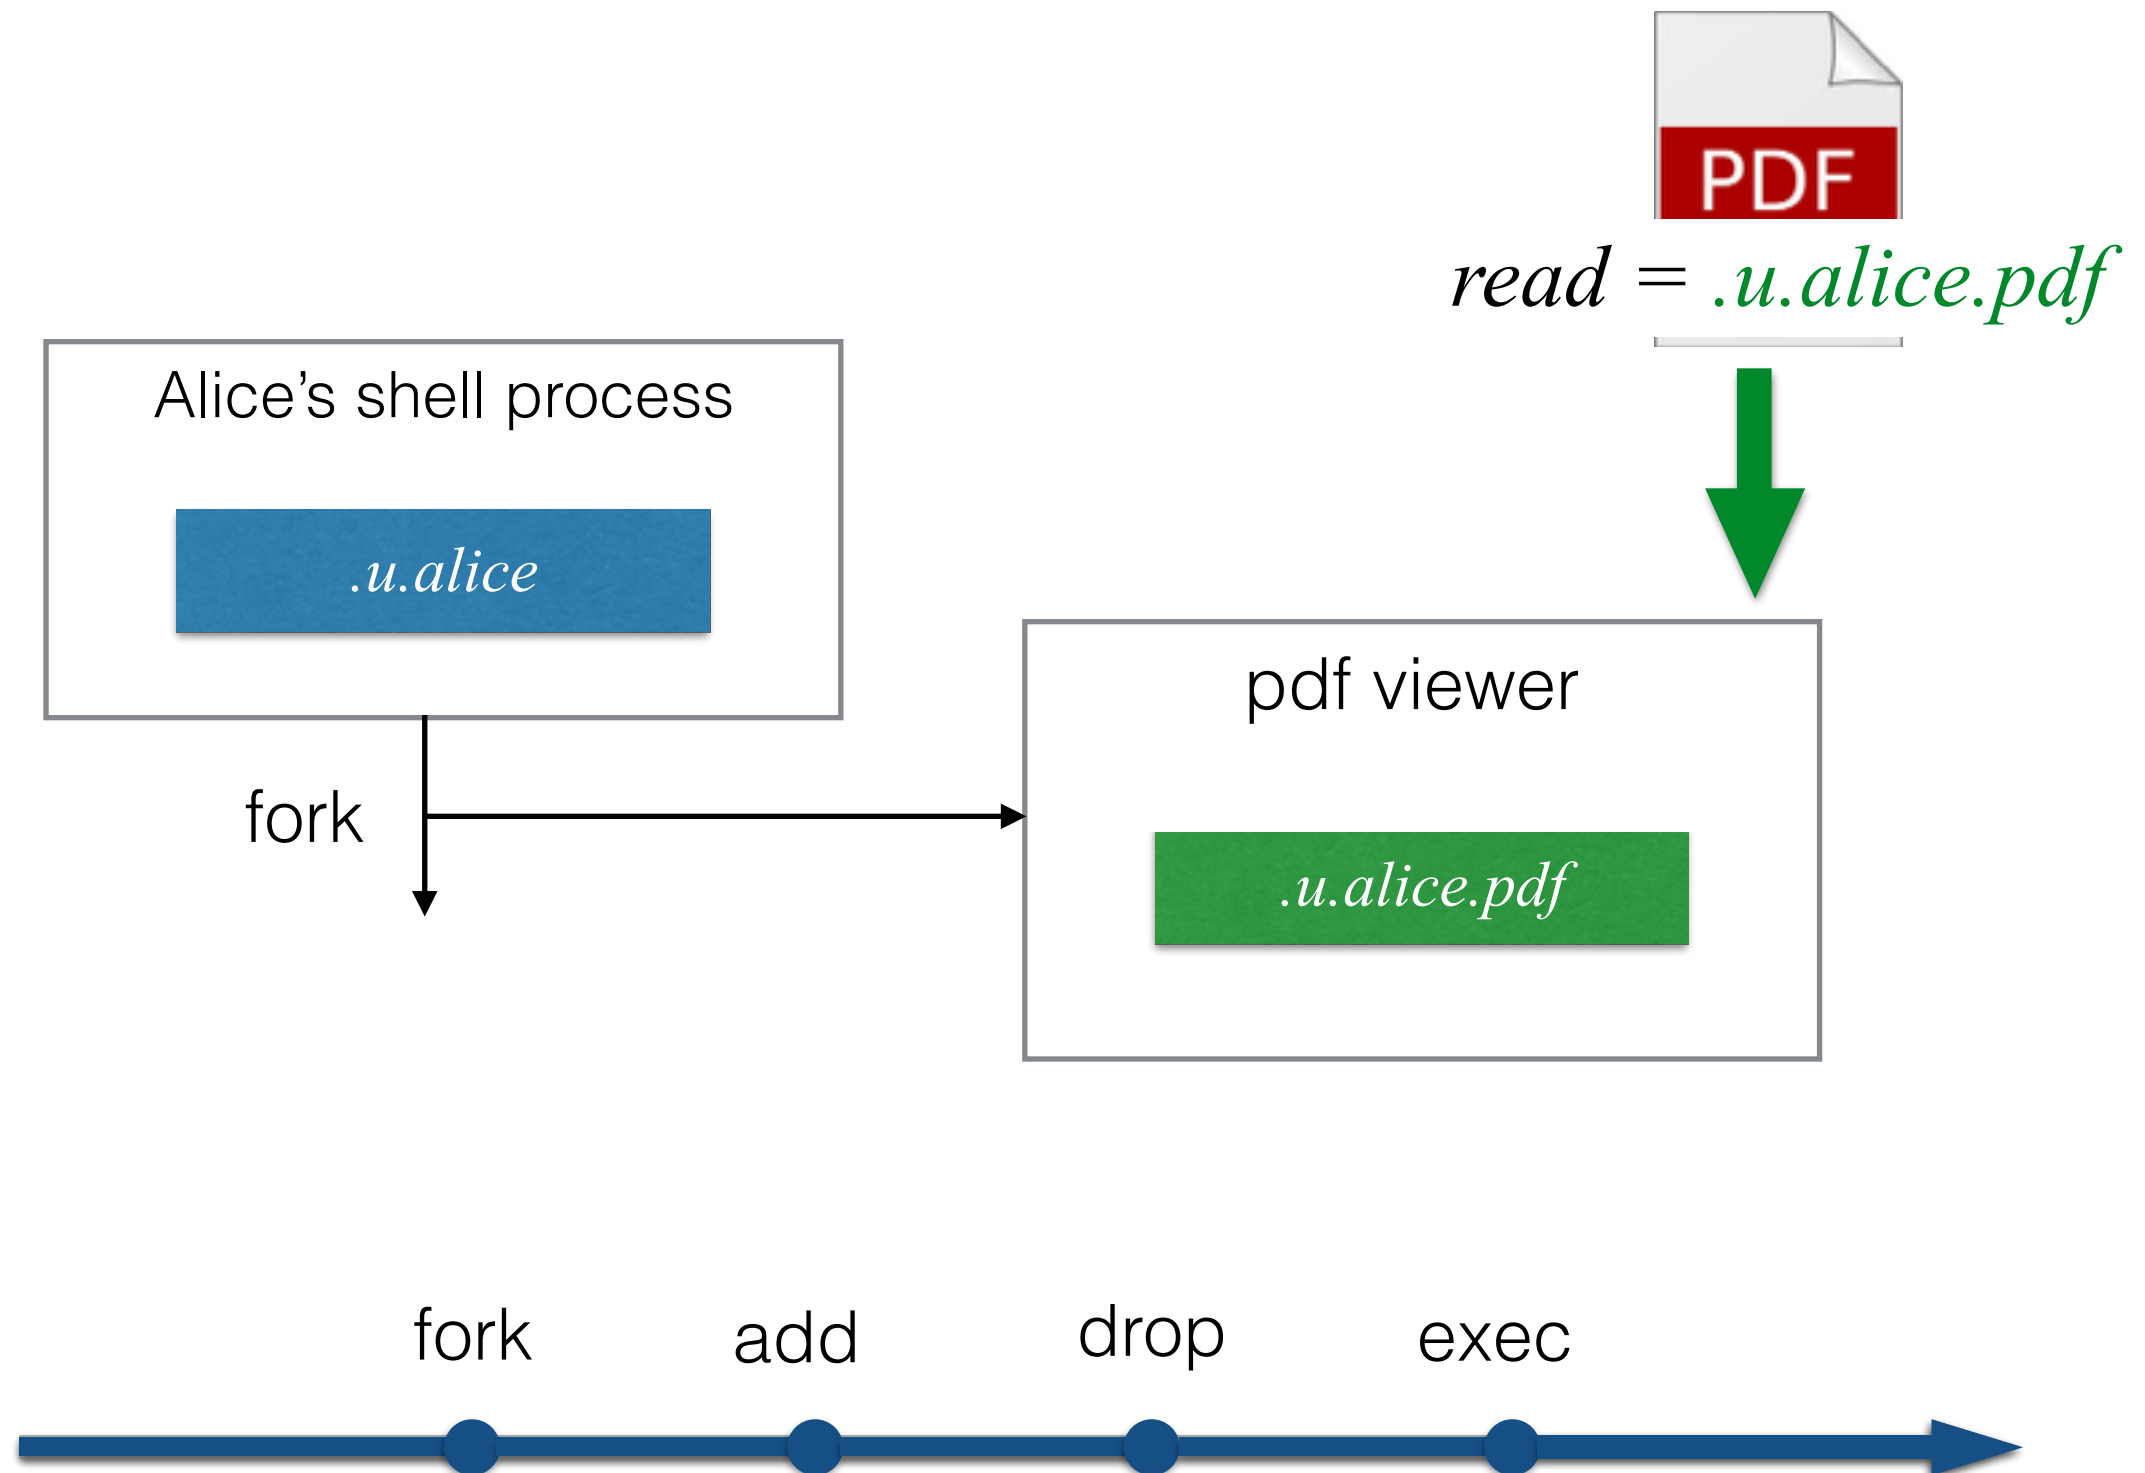 PDF
read = .u.alice.pdf
Alice’s shell process
.u.alice
pdf viewer
fork
.u.alice.pdf
fork add drop exec